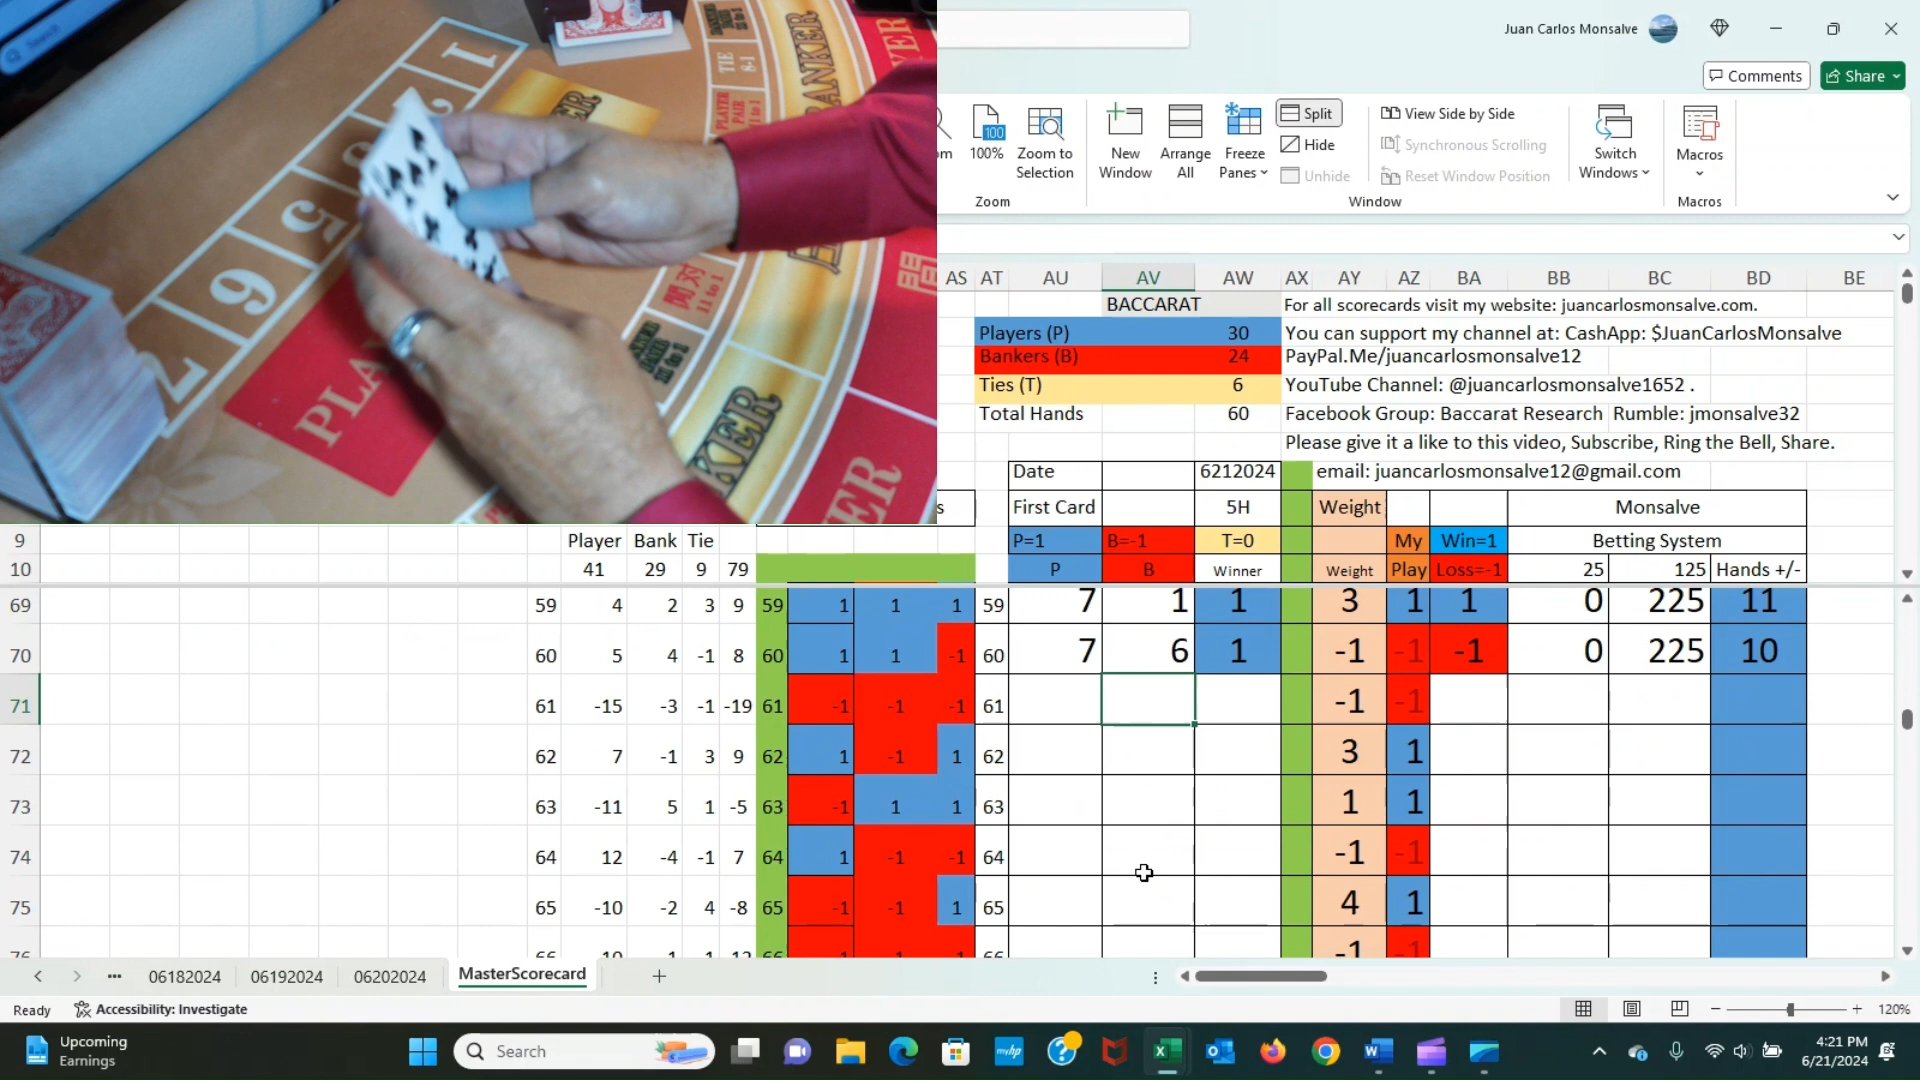 Juan Carlos Monsalve
Comments
Share
100%
Zoom to Selection
New Window
Arrange All
Freeze Panes
Split
Hide
Unhide
View Side by Side
Synchronous Scrolling
Reset Window Position
Switch Windows
Macros
Zoom
Window
Macros
AS AT AU AV AW AX AY AZ BA BB BC BD BE
BACCARAT
For all scorecards visit my website: juancarlosmonsalve.com.
Players (P) 30 You can support my channel at: CashApp: $JuanCarlosMonsalve
Bankers (B) 24 PayPal.Me/juancarlosmonsalve12
Ties (T) 6 YouTube Channel: @juancarlosmonsalve1652 .
Total Hands 60 Facebook Group: Baccarat Research Rumble: jmonsalve32
Please give it a like to this video, Subscribe, Ring the Bell, Share.
Date 6212024 email: juancarlosmonsalve12@gmail.com
s First Card 5H Weight Monsalve
9 Player Bank Tie P=1 B=-1 T=0 My Win=1 Betting System
10 41 29 9 79 P B Winner Weight Play Loss=-1 25 125 Hands +/-
69 59 4 2 3 9 59 1 1 1 59 7 1 1 3 1 1 0 225 11
70 60 5 4 -1 8 60 1 1 -1 60 7 6 1 -1 -1 -1 0 225 10
71 61 -15 -3 -1 -19 61 -1 -1 -1 61 -1 -1
72 62 7 -1 3 9 62 1 -1 1 62 3 1
73 63 -11 5 1 -5 63 -1 1 1 63 1 1
74 64 12 -4 -1 7 64 1 -1 -1 64 -1 -1
75 65 -10 -2 4 -8 65 -1 -1 1 65 4 1
06182024 06192024 06202024 MasterScorecard
Ready
Accessibility: Investigate
120%
Upcoming
Earnings
Search
4:21 PM
6/21/2024
BANKER
TIE
8-1
PLAYER
PAIR
11 to 1